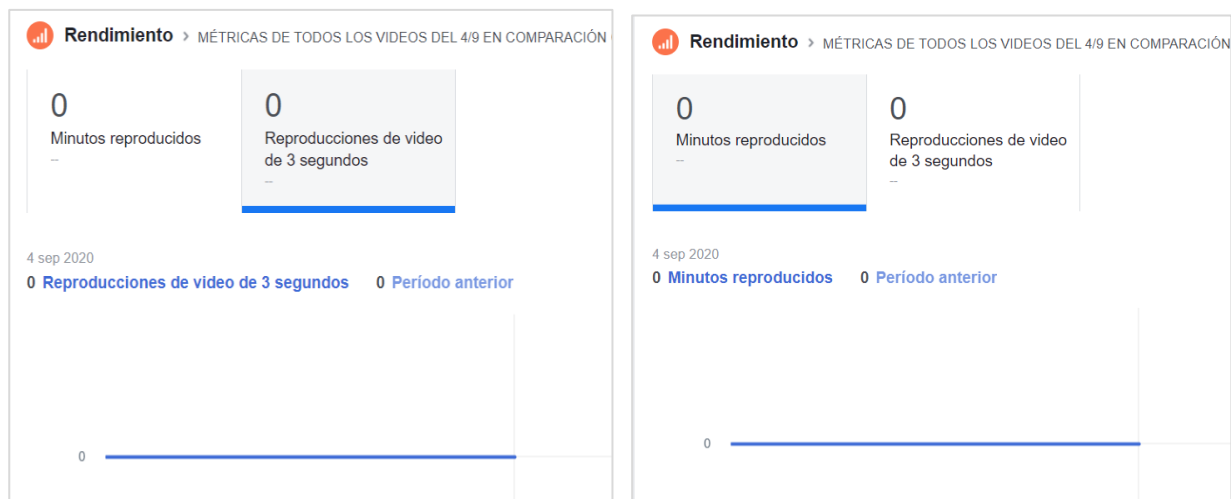 Rendimiento > MÉTRICAS DE TODOS LOS VIDEOS DEL 4/9 EN COMPARACIÓN
0
Minutos reproducidos
--
0
Reproducciones de video
de 3 segundos
--
4 sep 2020
0 Reproducciones de video de 3 segundos 0 Período anterior
0
Rendimiento > MÉTRICAS DE TODOS LOS VIDEOS DEL 4/9 EN COMPARACIÓN
0
Minutos reproducidos
--
0
Reproducciones de video
de 3 segundos
--
4 sep 2020
0 Minutos reproducidos 0 Período anterior
0